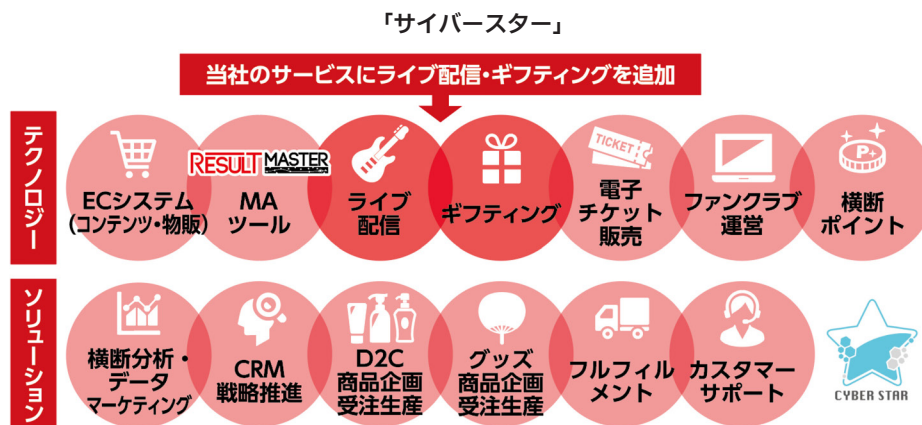 「サイバースター」
当社のサービスにライブ配信・ギフティングを追加
テクノロジー
ECシステム
(コンテンツ・物販)
RESULT MASTER
MA
ツール
ライブ
配信
ギフティング
TICKET
電子
チケット
販売
ファンクラブ
運営
P
横断
ポイント
ソリューション
横断分析・
データ
マーケティング
CRM
戦略推進
D2C
商品企画
受注生産
グッズ
商品企画
受注生産
フルフィル
メント
カスタマー
サポート
CYBER STAR